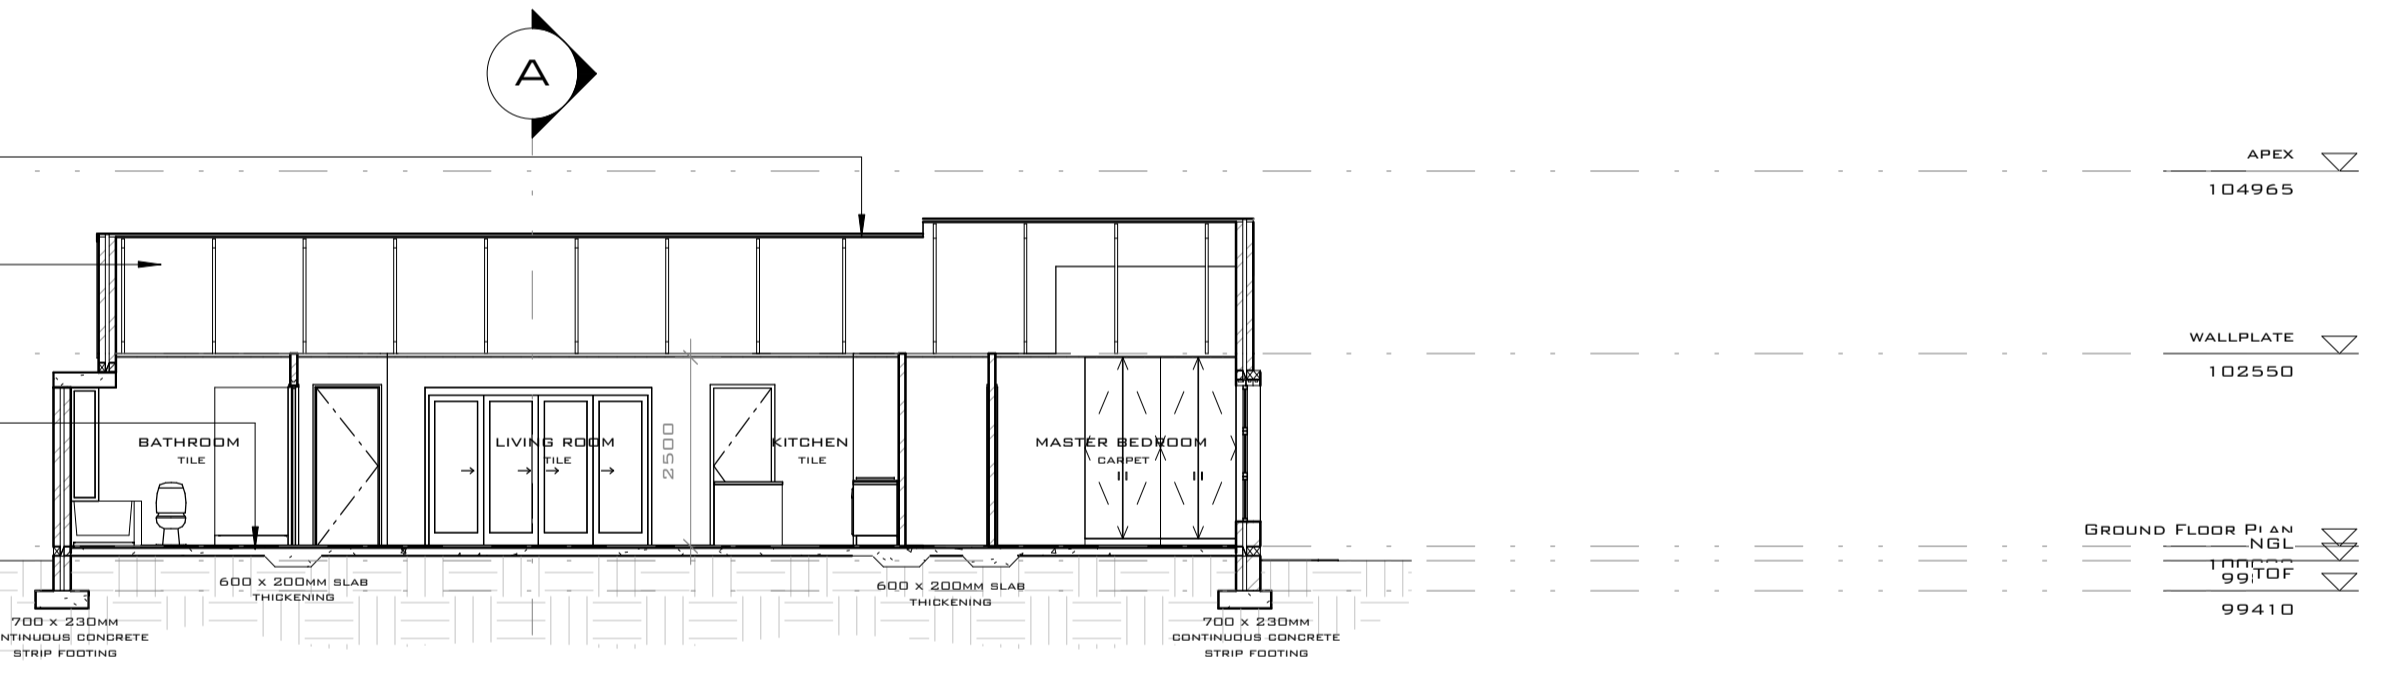 A
APEX
104965
WALLPLATE
102550
BATHROOM
TILE
LIVING ROOM
TILE
2500
KITCHEN
TILE
MASTER BEDROOM
CARPET
GROUND FLOOR PLAN
NGL
TOF
99410
600 X 200MM SLAB
THICKENING
600 X 200MM SLAB
THICKENING
700 X 230MM
NTINUOUS CONCRETE
STRIP FOOTING
700 X 230MM
CONTINUOUS CONCRETE
STRIP FOOTING